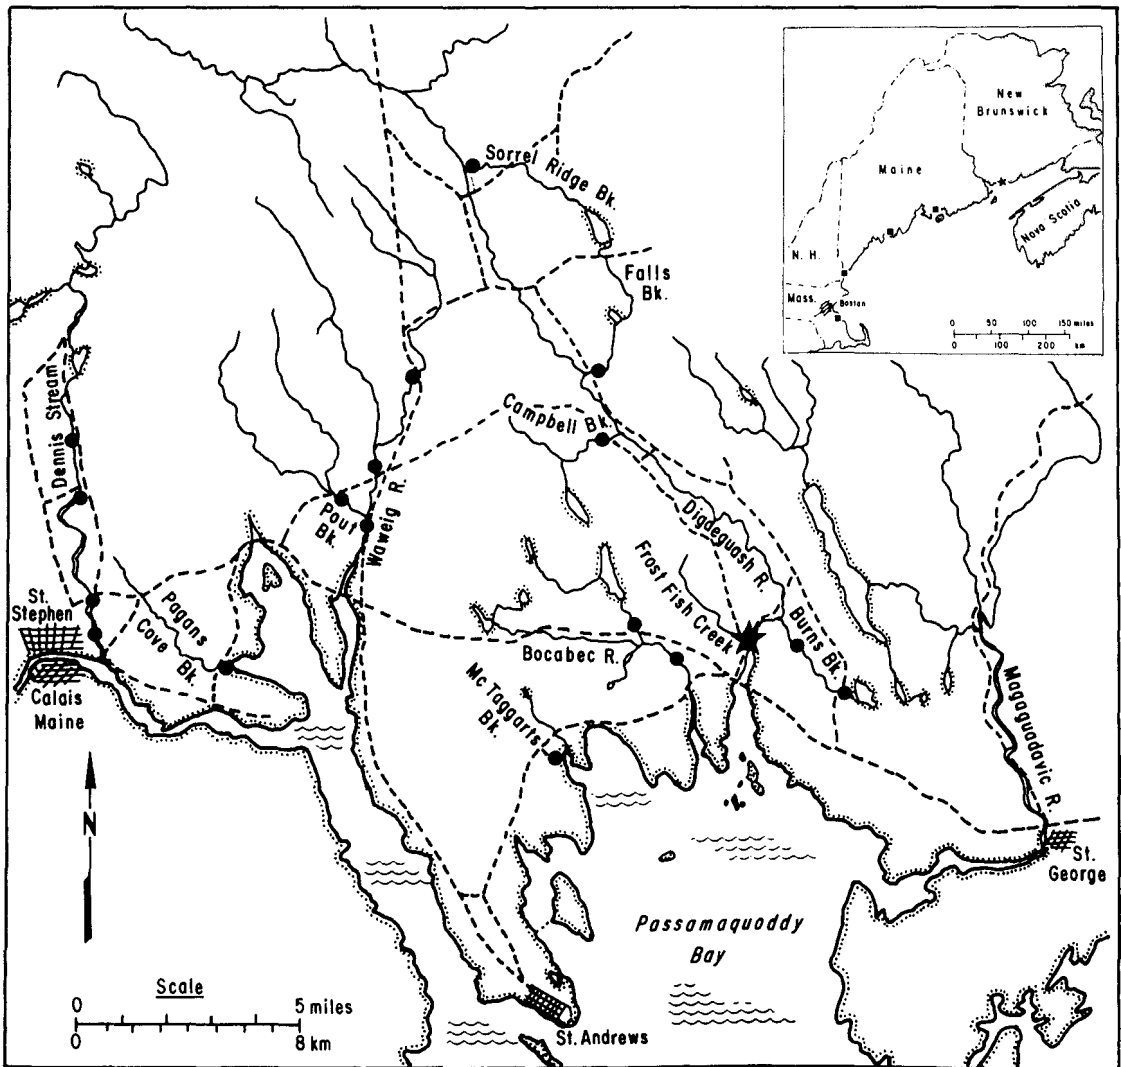 Sorrel Ridge Bk.
Falls
Bk.
New
Brunswick
Maine
Nova Scotia
N. H.
Mass.
Boston
0 50 100 150 miles
0 100 200 km
Dennis Stream
Campbell Bk.
Pout
Bk.
Waweig R.
Digdeguash R.
Frost Fish Creek
Burns Bk.
St.
Stephen
Pagans
Cove Bk.
Calais
Maine
Bocabec R.
Mc Taggarts
Bk.
Magaguadavic R.
N
St.
George
Passamaquoddy
Bay
Scale
0 5 miles
0 8 km
St. Andrews